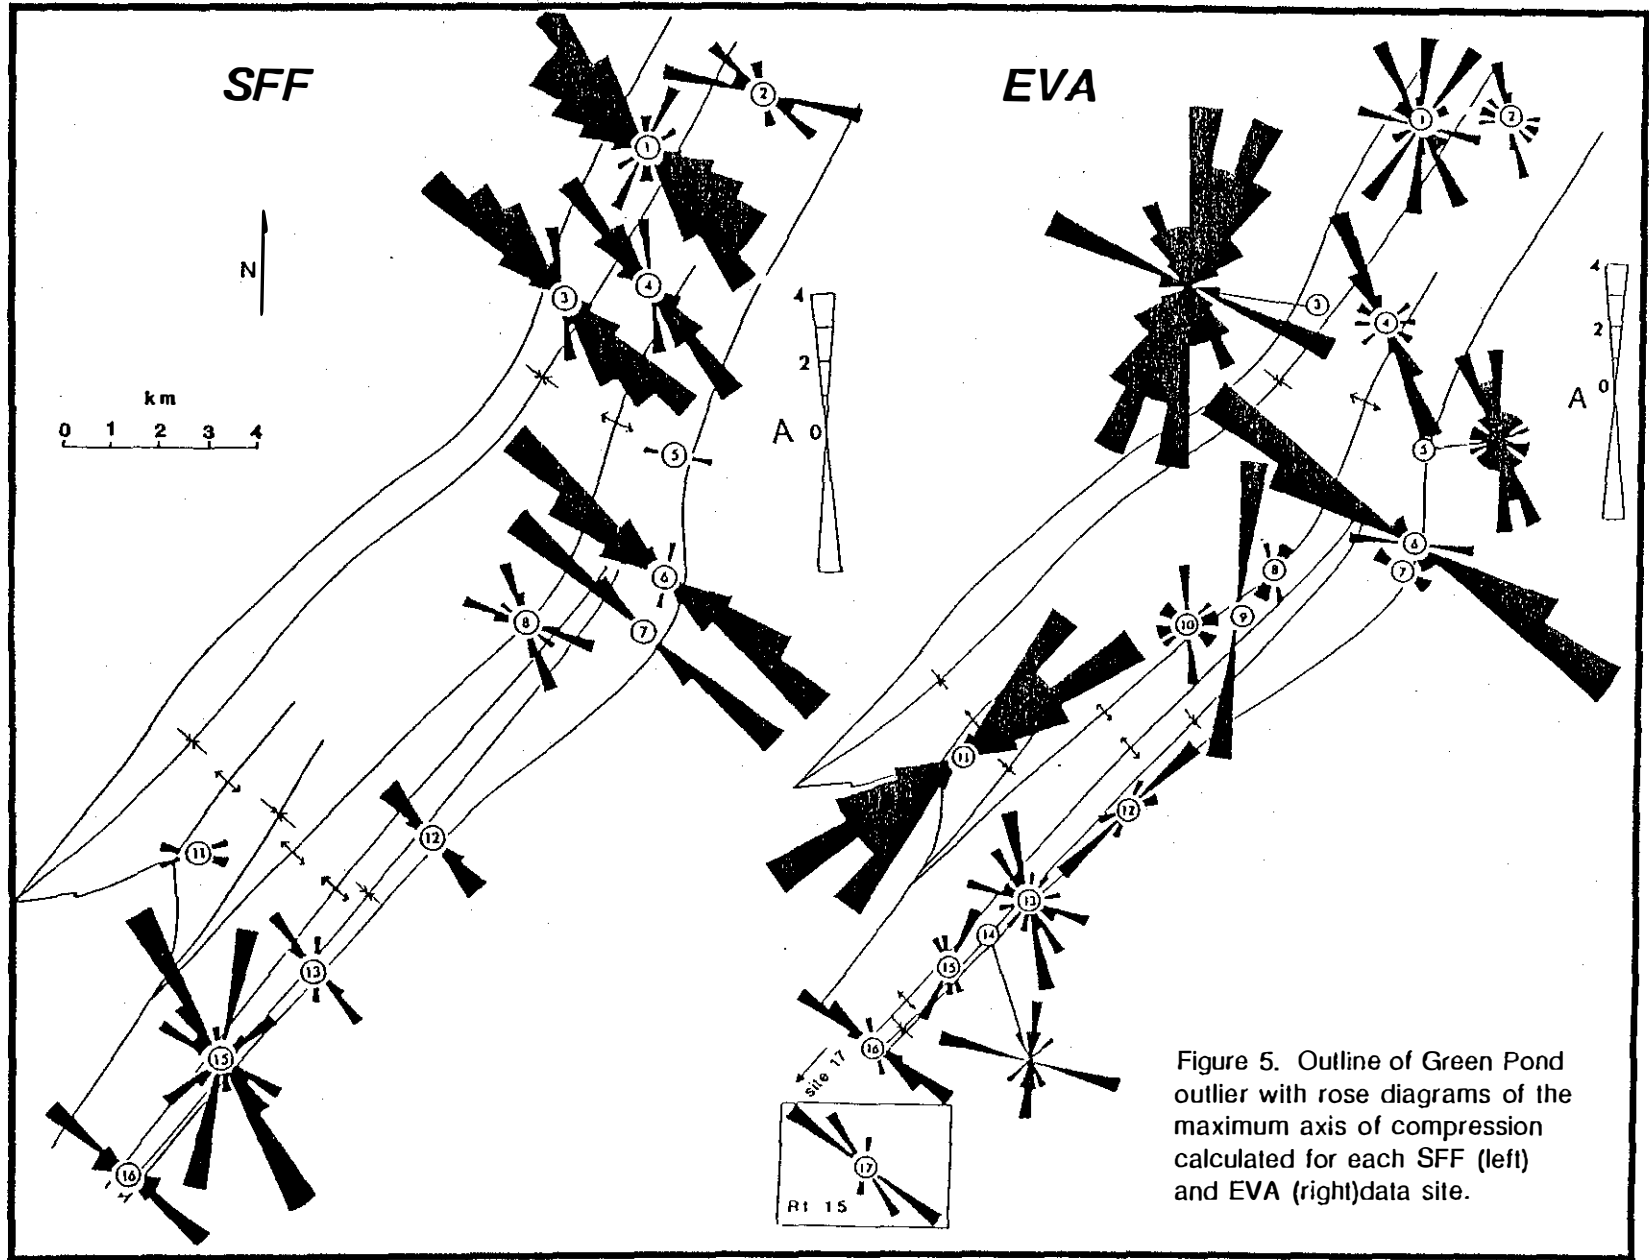 SFF
EVA
N
km
0 1 2 3 4
4
2
A 0
4
2
A 0
1
2
3
4
5
6
7
8
11
12
13
15
16
1
2
3
4
5
6
7
8
9
10
11
12
13
14
15
16
site 17
17
Rt 15
Figure 5. Outline of Green Pond
outlier with rose diagrams of the
maximum axis of compression
calculated for each SFF (left)
and EVA (right)data site.